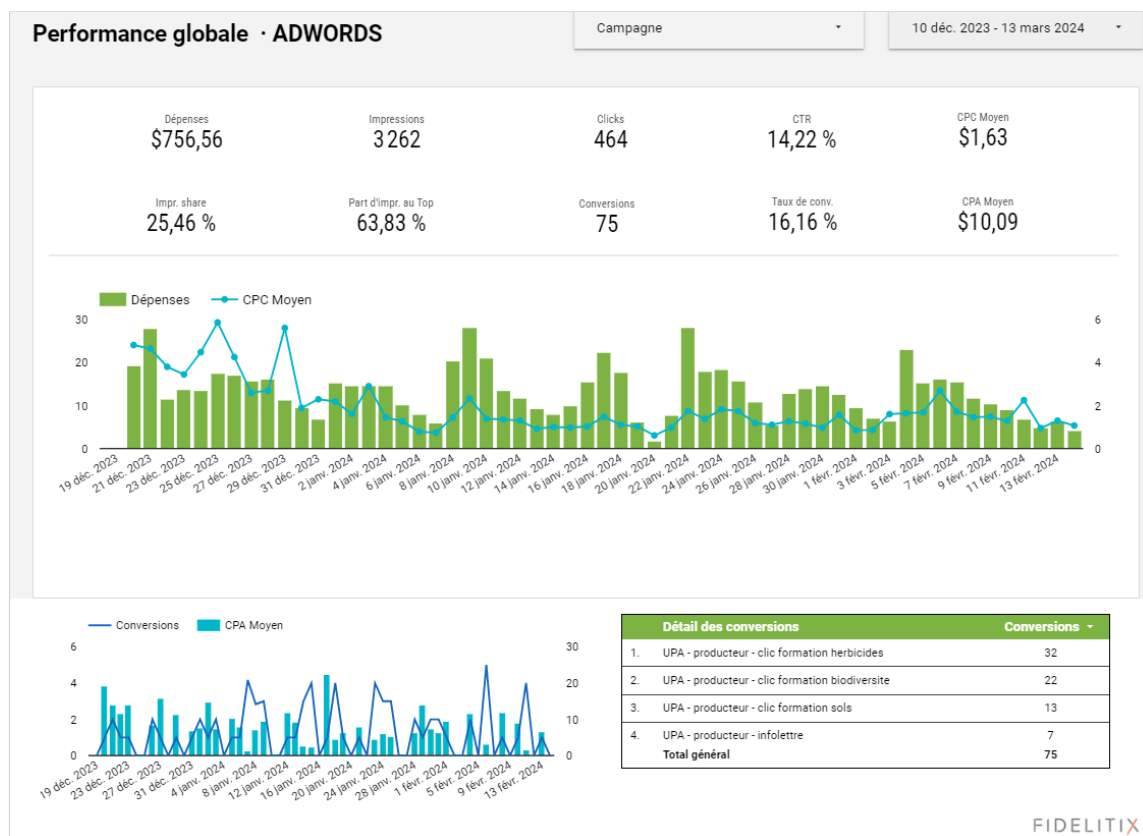 Performance globale · ADWORDS
Campagne
10 déc. 2023 - 13 mars 2024
Dépenses Impressions Clicks CTR CPC Moyen
$756,56 3 262 464 14,22 % $1,63
Impr. share Part d'impr. au Top Conversions Taux de conv. CPA Moyen
25,46 % 63,83 % 75 16,16 % $10,09
Dépenses CPC Moyen
30 6
20 4
10 2
0 0
19 déc. 2023 21 déc. 2023 23 déc. 2023 25 déc. 2023 27 déc. 2023 29 déc. 2023 31 déc. 2023 2 janv. 2024 4 janv. 2024 6 janv. 2024 8 janv. 2024 10 janv. 2024 12 janv. 2024 14 janv. 2024 16 janv. 2024 18 janv. 2024 20 janv. 2024 22 janv. 2024 24 janv. 2024 26 janv. 2024 28 janv. 2024 30 janv. 2024 1 févr. 2024 3 févr. 2024 5 févr. 2024 7 févr. 2024 9 févr. 2024 11 févr. 2024 13 févr. 2024
Conversions CPA Moyen
6 30
4 20
2 10
0 0
19 déc. 2023 23 déc. 2023 27 déc. 2023 31 déc. 2023 4 janv. 2024 8 janv. 2024 12 janv. 2024 16 janv. 2024 20 janv. 2024 24 janv. 2024 28 janv. 2024 1 févr. 2024 5 févr. 2024 9 févr. 2024 13 févr. 2024
Détail des conversions Conversions
1. UPA - producteur - clic formation herbicides 32
2. UPA - producteur - clic formation biodiversite 22
3. UPA - producteur - clic formation sols 13
4. UPA - producteur - infolettre 7
Total général 75
FIDELITIX